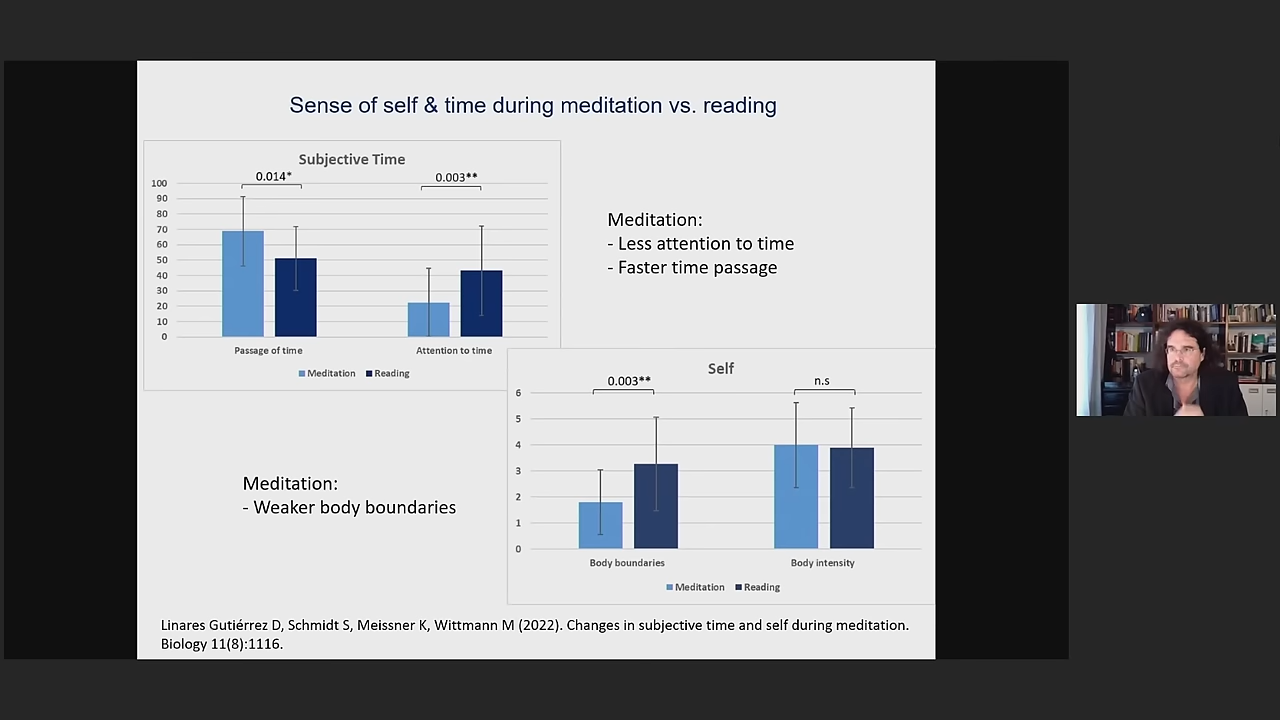 Sense of self & time during meditation vs. reading
Subjective Time
0.014*
0.003**
100
90
80
70
60
50
40
30
20
10
0
Passage of time
Attention to time
Meditation
Reading
Meditation:
- Less attention to time
- Faster time passage
Self
0.003**
n.s
6
5
4
3
2
1
0
Body boundaries
Body intensity
Meditation
Reading
Meditation:
- Weaker body boundaries
Linares Gutiérrez D, Schmidt S, Meissner K, Wittmann M (2022). Changes in subjective time and self during meditation.
Biology 11(8):1116.